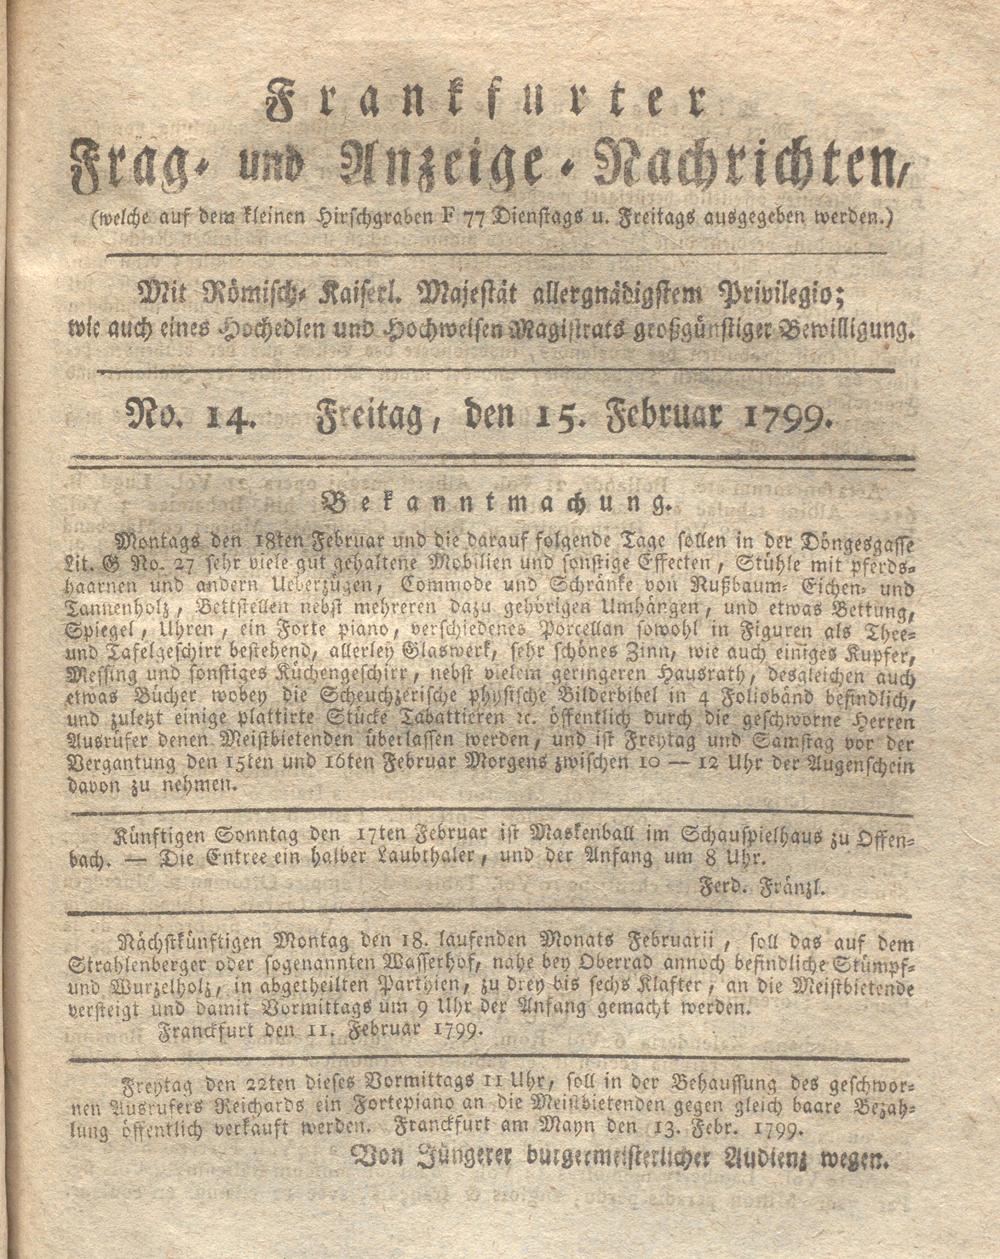 Frankfurter
Frag- und Anzeige-Nachrichten,
(welche auf dem kleinen Hirschgraben F 77 Dienstags u. Freitags ausgegeben werden.)
Mit Römisch-Kaiserl. Majestät allergnädigstem Privilegio;
wie auch eines Hochedlen und Hochweisen Magistrats großgünstiger Bewilligung.
No. 14. Freitag, den 15. Februar 1799.
Bekanntmachung.
Montags den 18ten Februar und die darauf folgende Tage sollen in der Döngesgasse
Lit. G No. 27 sehr viele gut gehaltene Mobilien und sonstige Effecten, Stühle mit pferds-
haarnen und andern Ueberzügen, Commode und Schränke von Nußbaum- Eichen- und
Tannenholz, Bettstellen nebst mehreren dazu gehörigen Umhängen, und etwas Bettung,
Spiegel, Uhren, ein Forte piano, verschiedenes Porcellan sowohl in Figuren als Thee-
und Tafelgeschirr bestehend, allerley Glaswerk, sehr schönes Zinn, wie auch einiges Kupfer,
Messing und sonstiges Küchengeschirr, nebst vielem geringeren Hausrath, desgleichen auch
etwas Bücher wobey die Scheuchzerische physische Bilderbibel in 4 Foliobänd befindlich,
und zuletzt einige plattirte Stücke Tabattieren ꝛc. öffentlich durch die geschworne Herren
Ausrüfer denen Meistbietenden überlassen werden, und ist Freytag und Samstag vor der
Vergantung den 15ten und 16ten Februar Morgens zwischen 10 — 12 Uhr der Augenschein
davon zu nehmen.
Künftigen Sonntag den 17ten Februar ist Maskenball im Schauspielhaus zu Offen-
bach. — Die Entree ein halber Laubthaler, und der Anfang um 8 Uhr.
Ferd. Fränzl.
Nächstkünftigen Montag den 18. laufenden Monats Februarii, soll das auf dem
Strahlenberger oder sogenannten Wasserhof, nahe bey Oberrad annoch befindliche Stümpf-
und Wurzelholz, in abgetheilten Parthyien, zu drey bis sechs Klafter, an die Meistbietende
versteigt und damit Vormittags um 9 Uhr der Anfang gemacht werden.
Franckfurt den 11. Februar 1799.
Freytag den 22ten dieses Vormittags 11 Uhr, soll in der Behaussung des geschwor-
nen Ausrufers Reichards ein Fortepiano an die Meistbietenden gegen gleich baare Bezah-
lung öffentlich verkauft werden. Franckfurt am Mayn den 13. Febr. 1799.
Von Jüngerer burgermeisterlicher Audienz wegen.